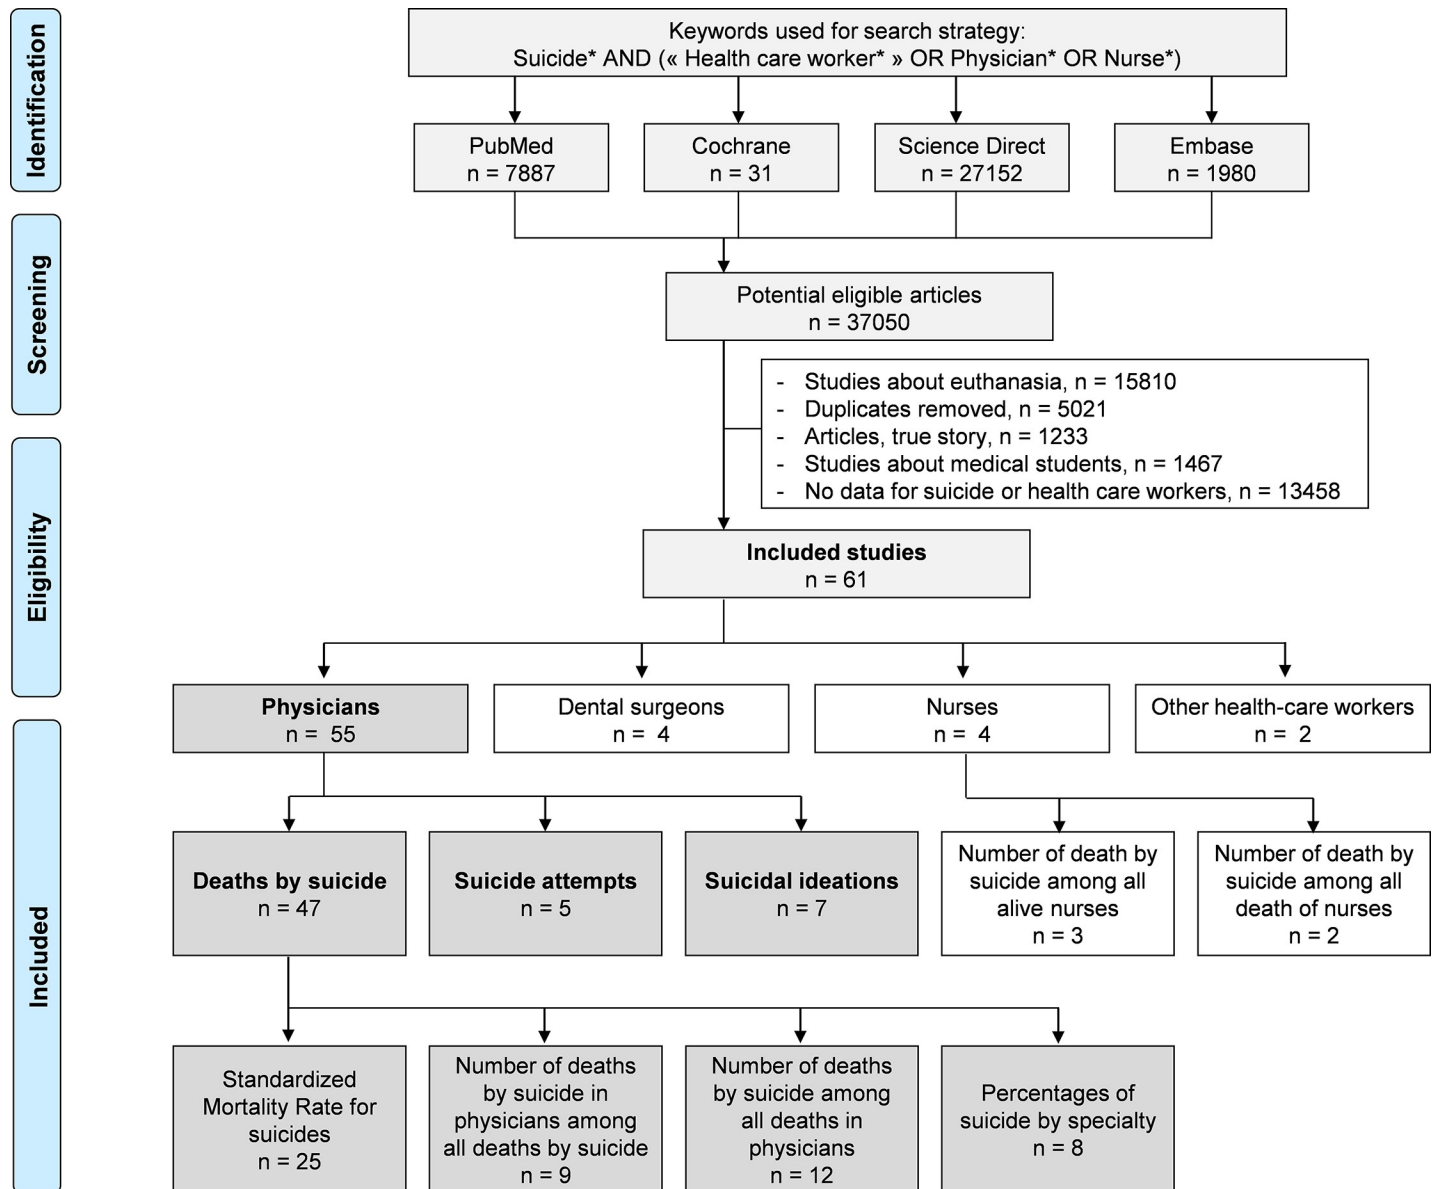 Identification
Keywords used for search strategy:
Suicide* AND (« Health care worker* » OR Physician* OR Nurse*)
PubMed
n = 7887
Cochrane
n = 31
Science Direct
n = 27152
Embase
n = 1980
Screening
Potential eligible articles
n = 37050
- Studies about euthanasia, n = 15810
- Duplicates removed, n = 5021
- Articles, true story, n = 1233
- Studies about medical students, n = 1467
- No data for suicide or health care workers, n = 13458
Eligibility
Included studies
n = 61
Physicians
n = 55
Dental surgeons
n = 4
Nurses
n = 4
Other health-care workers
n = 2
Included
Deaths by suicide
n = 47
Suicide attempts
n = 5
Suicidal ideations
n = 7
Number of death by
suicide among all
alive nurses
n = 3
Number of death by
suicide among all
death of nurses
n = 2
Standardized
Mortality Rate for
suicides
n = 25
Number of deaths
by suicide in
physicians among
all deaths by suicide
n = 9
Number of deaths
by suicide among
all deaths in
physicians
n = 12
Percentages of
suicide by specialty
n = 8